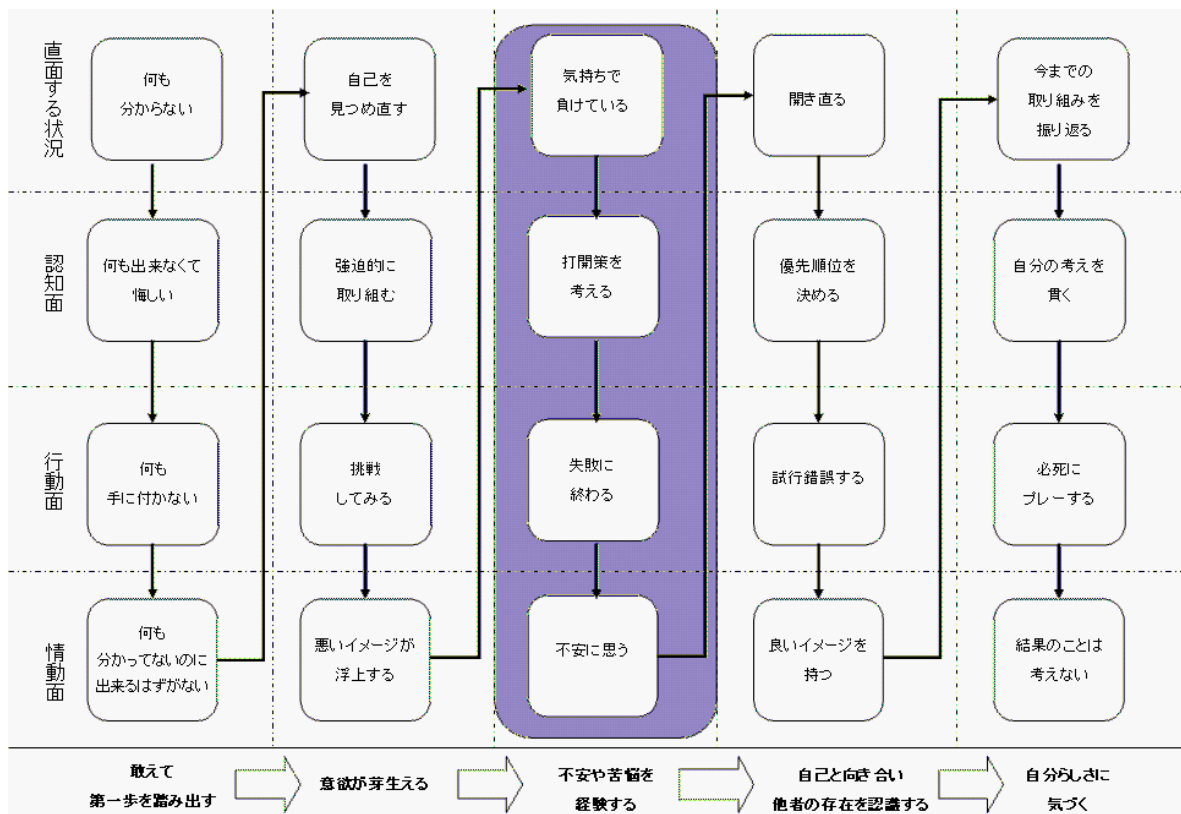 直面する状況
何も
分からない
自己を
見つめ直す
気持ちで
負けている
開き直る
今までの
取り組みを
振り返る
認知面
何も出来なくて
悔しい
強迫的に
取り組む
打開策を
考える
優先順位を
決める
自分の考えを
貫く
行動面
何も
手に付かない
挑戦
してみる
失敗に
終わる
試行錯誤する
必死に
プレーする
情動面
何も
分かってないのに
出来るはずがない
悪いイメージが
浮上する
不安に思う
良いイメージを
持つ
結果のことは
考えない
敢えて
第一歩を踏み出す
意欲が芽生える
不安や苦悩を
経験する
自己と向き合い
他者の存在を認識する
自分らしさに
気づく